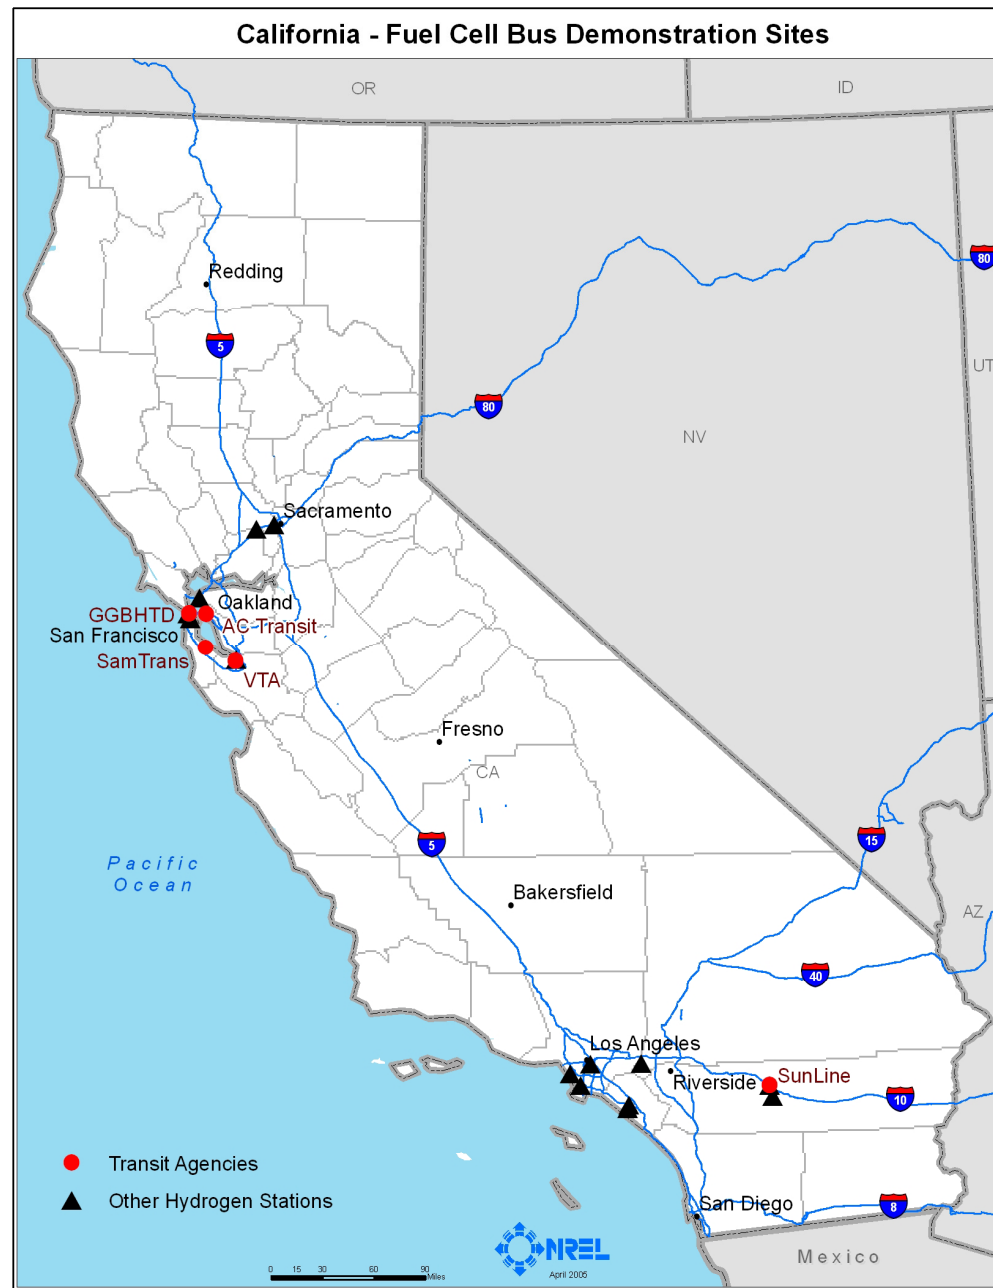 California - Fuel Cell Bus Demonstration Sites
OR
ID
80
Redding
5
UT
80
NV
Sacramento
Oakland
GGBHTD
AC Transit
San Francisco
SamTrans
VTA
Fresno
CA
15
5
Pacific
Ocean
Bakersfield
AZ
40
Los Angeles
Riverside
SunLine
10
Transit Agencies
Other Hydrogen Stations
San Diego
8
NREL
Mexico
0 15 30 60 90
Miles
April 2005